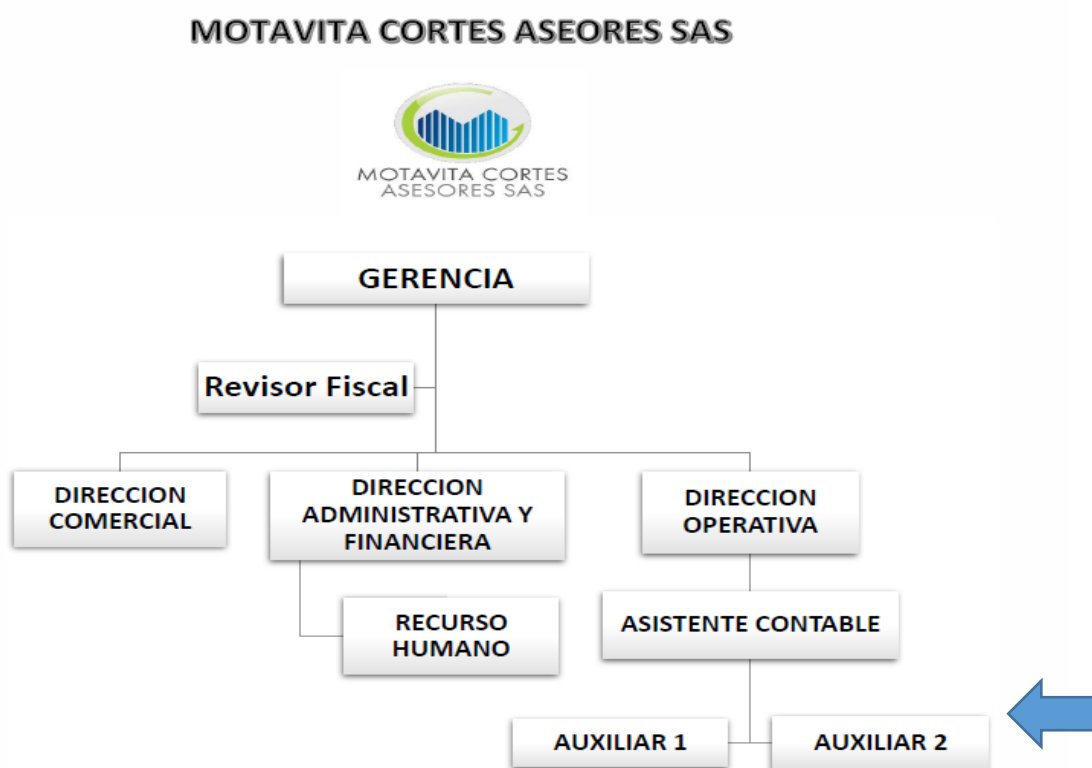 MOTAVITA CORTES ASEORES SAS
MOTAVITA CORTES
ASESORES SAS
GERENCIA
Revisor Fiscal
DIRECCION
COMERCIAL
DIRECCION
ADMINISTRATIVA Y
FINANCIERA
DIRECCION
OPERATIVA
RECURSO
HUMANO
ASISTENTE CONTABLE
AUXILIAR 1
AUXILIAR 2